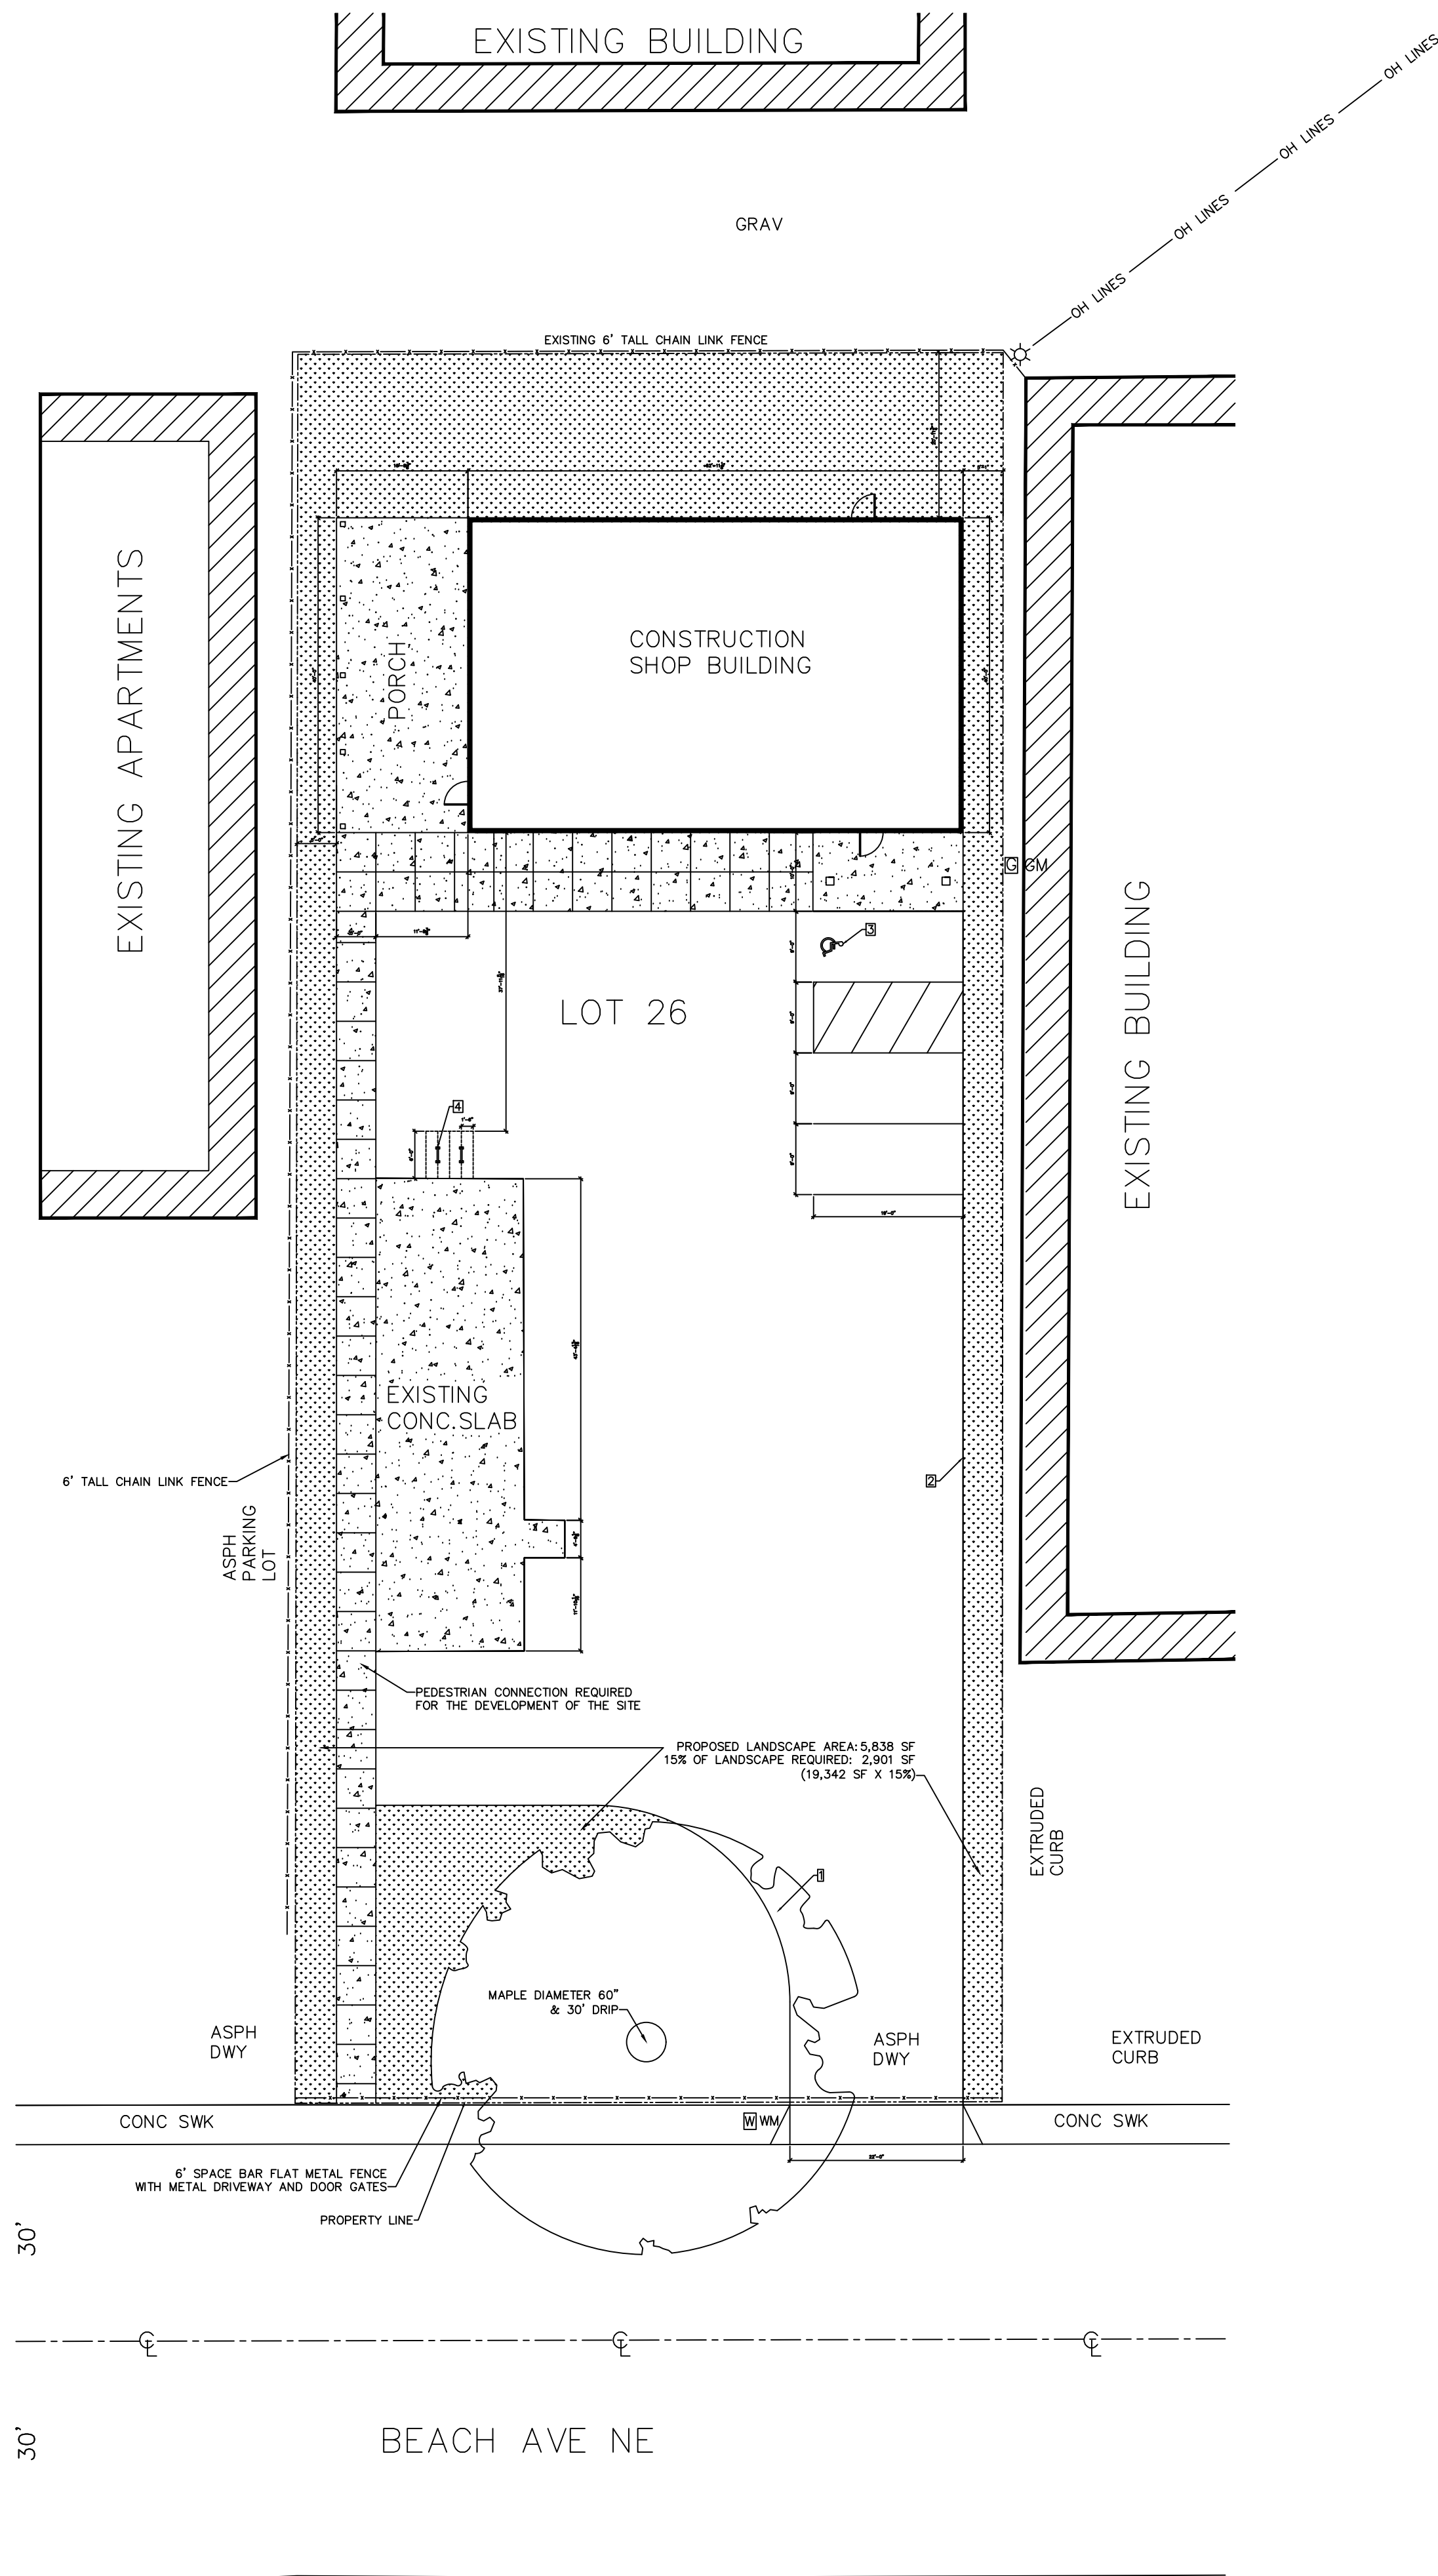 EXISTING BUILDING
OH LINES
OH LINES
OH LINES
OH LINES
GRAV
EXISTING 6' TALL CHAIN LINK FENCE
EXISTING APARTMENTS
PORCH
CONSTRUCTION
SHOP BUILDING
G GM
3
LOT 26
EXISTING BUILDING
4
EXISTING
CONC.SLAB
6' TALL CHAIN LINK FENCE
2
ASPH
PARKING
LOT
PEDESTRIAN CONNECTION REQUIRED
FOR THE DEVELOPMENT OF THE SITE
PROPOSED LANDSCAPE AREA: 5,838 SF
15% OF LANDSCAPE REQUIRED: 2,901 SF
(19,342 SF X 15%)
EXTRUDED
CURB
1
MAPLE DIAMETER 60"
& 30' DRIP
ASPH
DWY
ASPH
DWY
EXTRUDED
CURB
CONC SWK
W WM
CONC SWK
22'-0"
6' SPACE BAR FLAT METAL FENCE
WITH METAL DRIVEWAY AND DOOR GATES
PROPERTY LINE
30'
30'
BEACH AVE NE